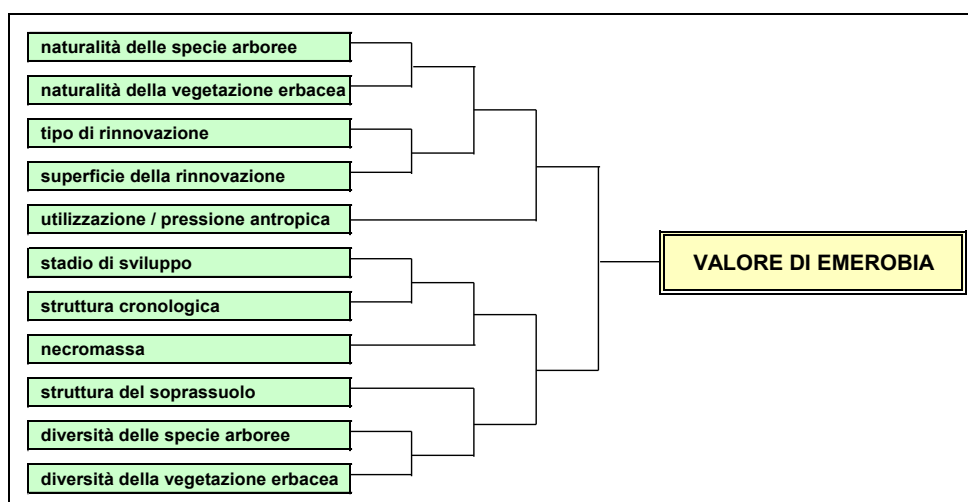 naturalità delle specie arboree
naturalità della vegetazione erbacea
tipo di rinnovazione
superficie della rinnovazione
utilizzazione / pressione antropica
stadio di sviluppo
struttura cronologica
necromassa
struttura del soprassuolo
diversità delle specie arboree
diversità della vegetazione erbacea
VALORE DI EMEROBIA